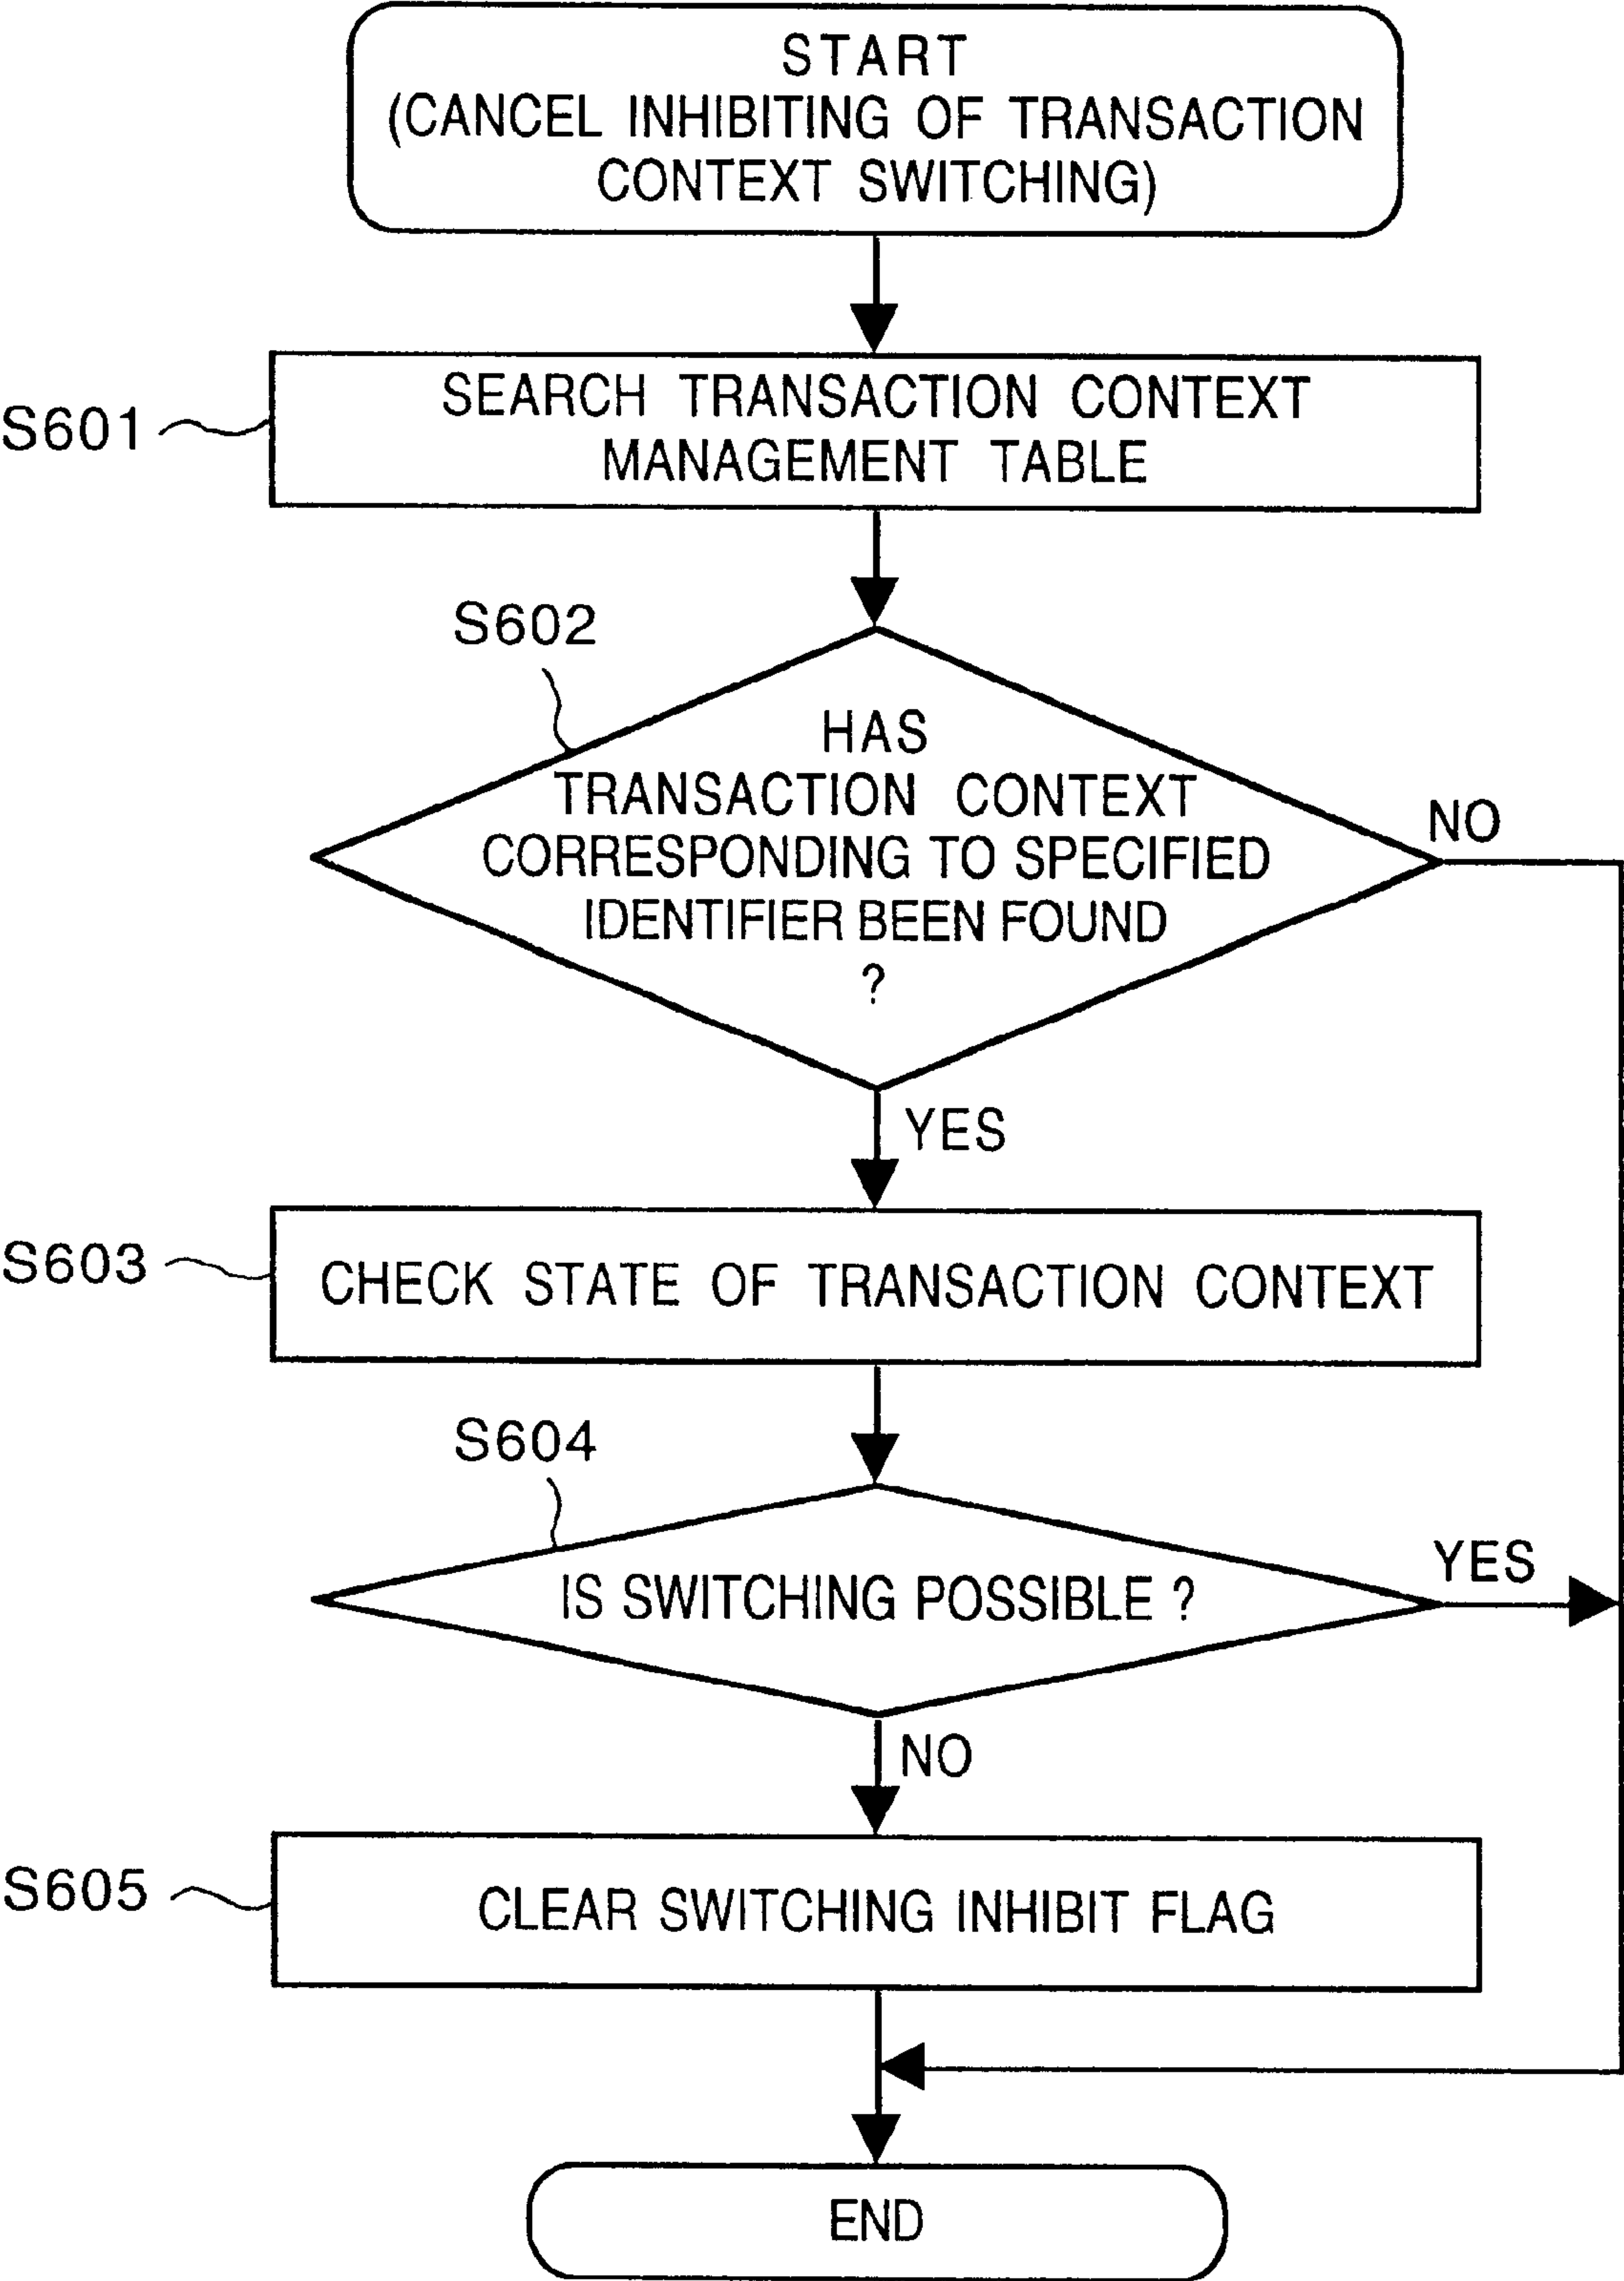 START
(CANCEL INHIBITING OF TRANSACTION
CONTEXT SWITCHING)
S601
SEARCH TRANSACTION CONTEXT
MANAGEMENT TABLE
S602
HAS
TRANSACTION CONTEXT
CORRESPONDING TO SPECIFIED
IDENTIFIER BEEN FOUND
?
NO
YES
S603
CHECK STATE OF TRANSACTION CONTEXT
S604
IS SWITCHING POSSIBLE ?
YES
NO
S605
CLEAR SWITCHING INHIBIT FLAG
END